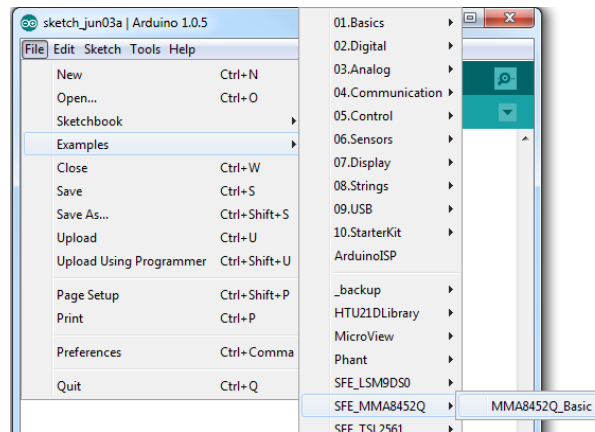 sketch_jun03a | Arduino 1.0.5
File Edit Sketch Tools Help
New Ctrl+N
Open... Ctrl+O
Sketchbook
Examples
Close Ctrl+W
Save Ctrl+S
Save As... Ctrl+Shift+S
Upload Ctrl+U
Upload Using Programmer Ctrl+Shift+U
Page Setup Ctrl+Shift+P
Print Ctrl+P
Preferences Ctrl+Comma
Quit Ctrl+Q
01.Basics
02.Digital
03.Analog
04.Communication
05.Control
06.Sensors
07.Display
08.Strings
09.USB
10.StarterKit
ArduinoISP
_backup
HTU21DLibrary
MicroView
Phant
SFE_LSM9DS0
SFE_MMA8452Q
SFE_TSL2561
MMA8452Q_Basic